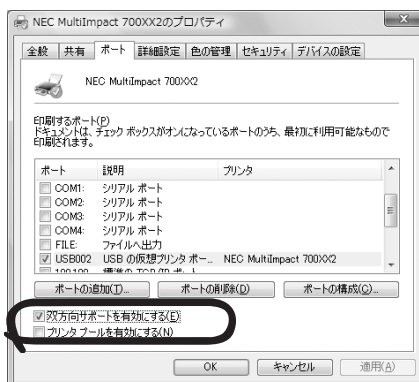 NEC MultiImpact 700XX2のプロパティ
全般 共有 ポート 詳細設定 色の管理 セキュリティ デバイスの設定
NEC MultiImpact 700XX2
印刷するポート(P)
ドキュメントは、チェック ボックスがオンになっているポートのうち、最初に利用可能なもので
印刷されます。
ポート 説明 プリンタ
COM1: シリアル ポート
COM2: シリアル ポート
COM3: シリアル ポート
COM4: シリアル ポート
FILE: ファイルへ出力
USB002 USB の仮想プリンタ ポー... NEC MultiImpact 700XX2
標準の TCP/IP ポート
ポートの追加(T)... ポートの削除(D) ポートの構成(C)...
双方向サポートを有効にする(E)
プリンタ プールを有効にする(N)
OK キャンセル 適用(A)